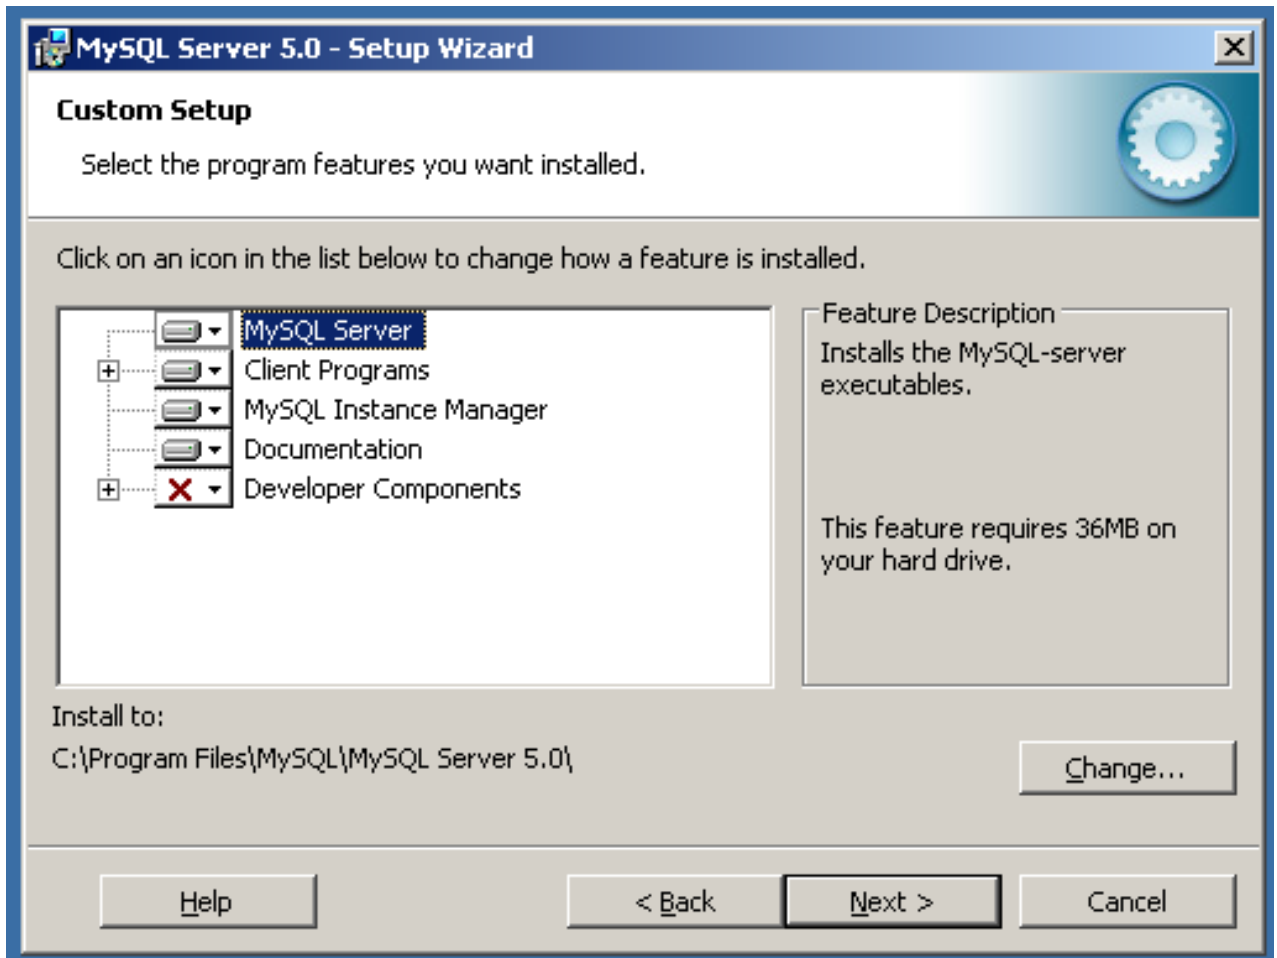 MySQL Server 5.0 - Setup Wizard
Custom Setup
Select the program features you want installed.
Click on an icon in the list below to change how a feature is installed.
MySQL Server
Client Programs
MySQL Instance Manager
Documentation
Developer Components
Feature Description
Installs the MySQL-server
executables.
This feature requires 36MB on
your hard drive.
Install to:
C:\Program Files\MySQL\MySQL Server 5.0\
Change...
Help
< Back
Next >
Cancel